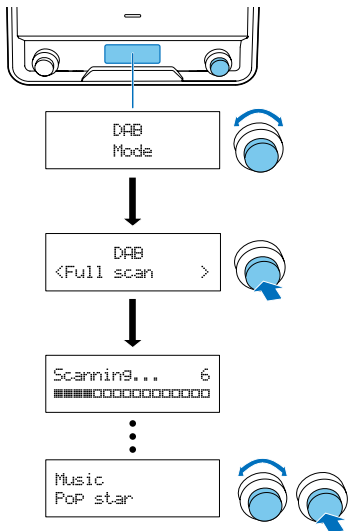 DAB
Mode
DAB
<Full scan >
Scanning... 6
Music
Pop star